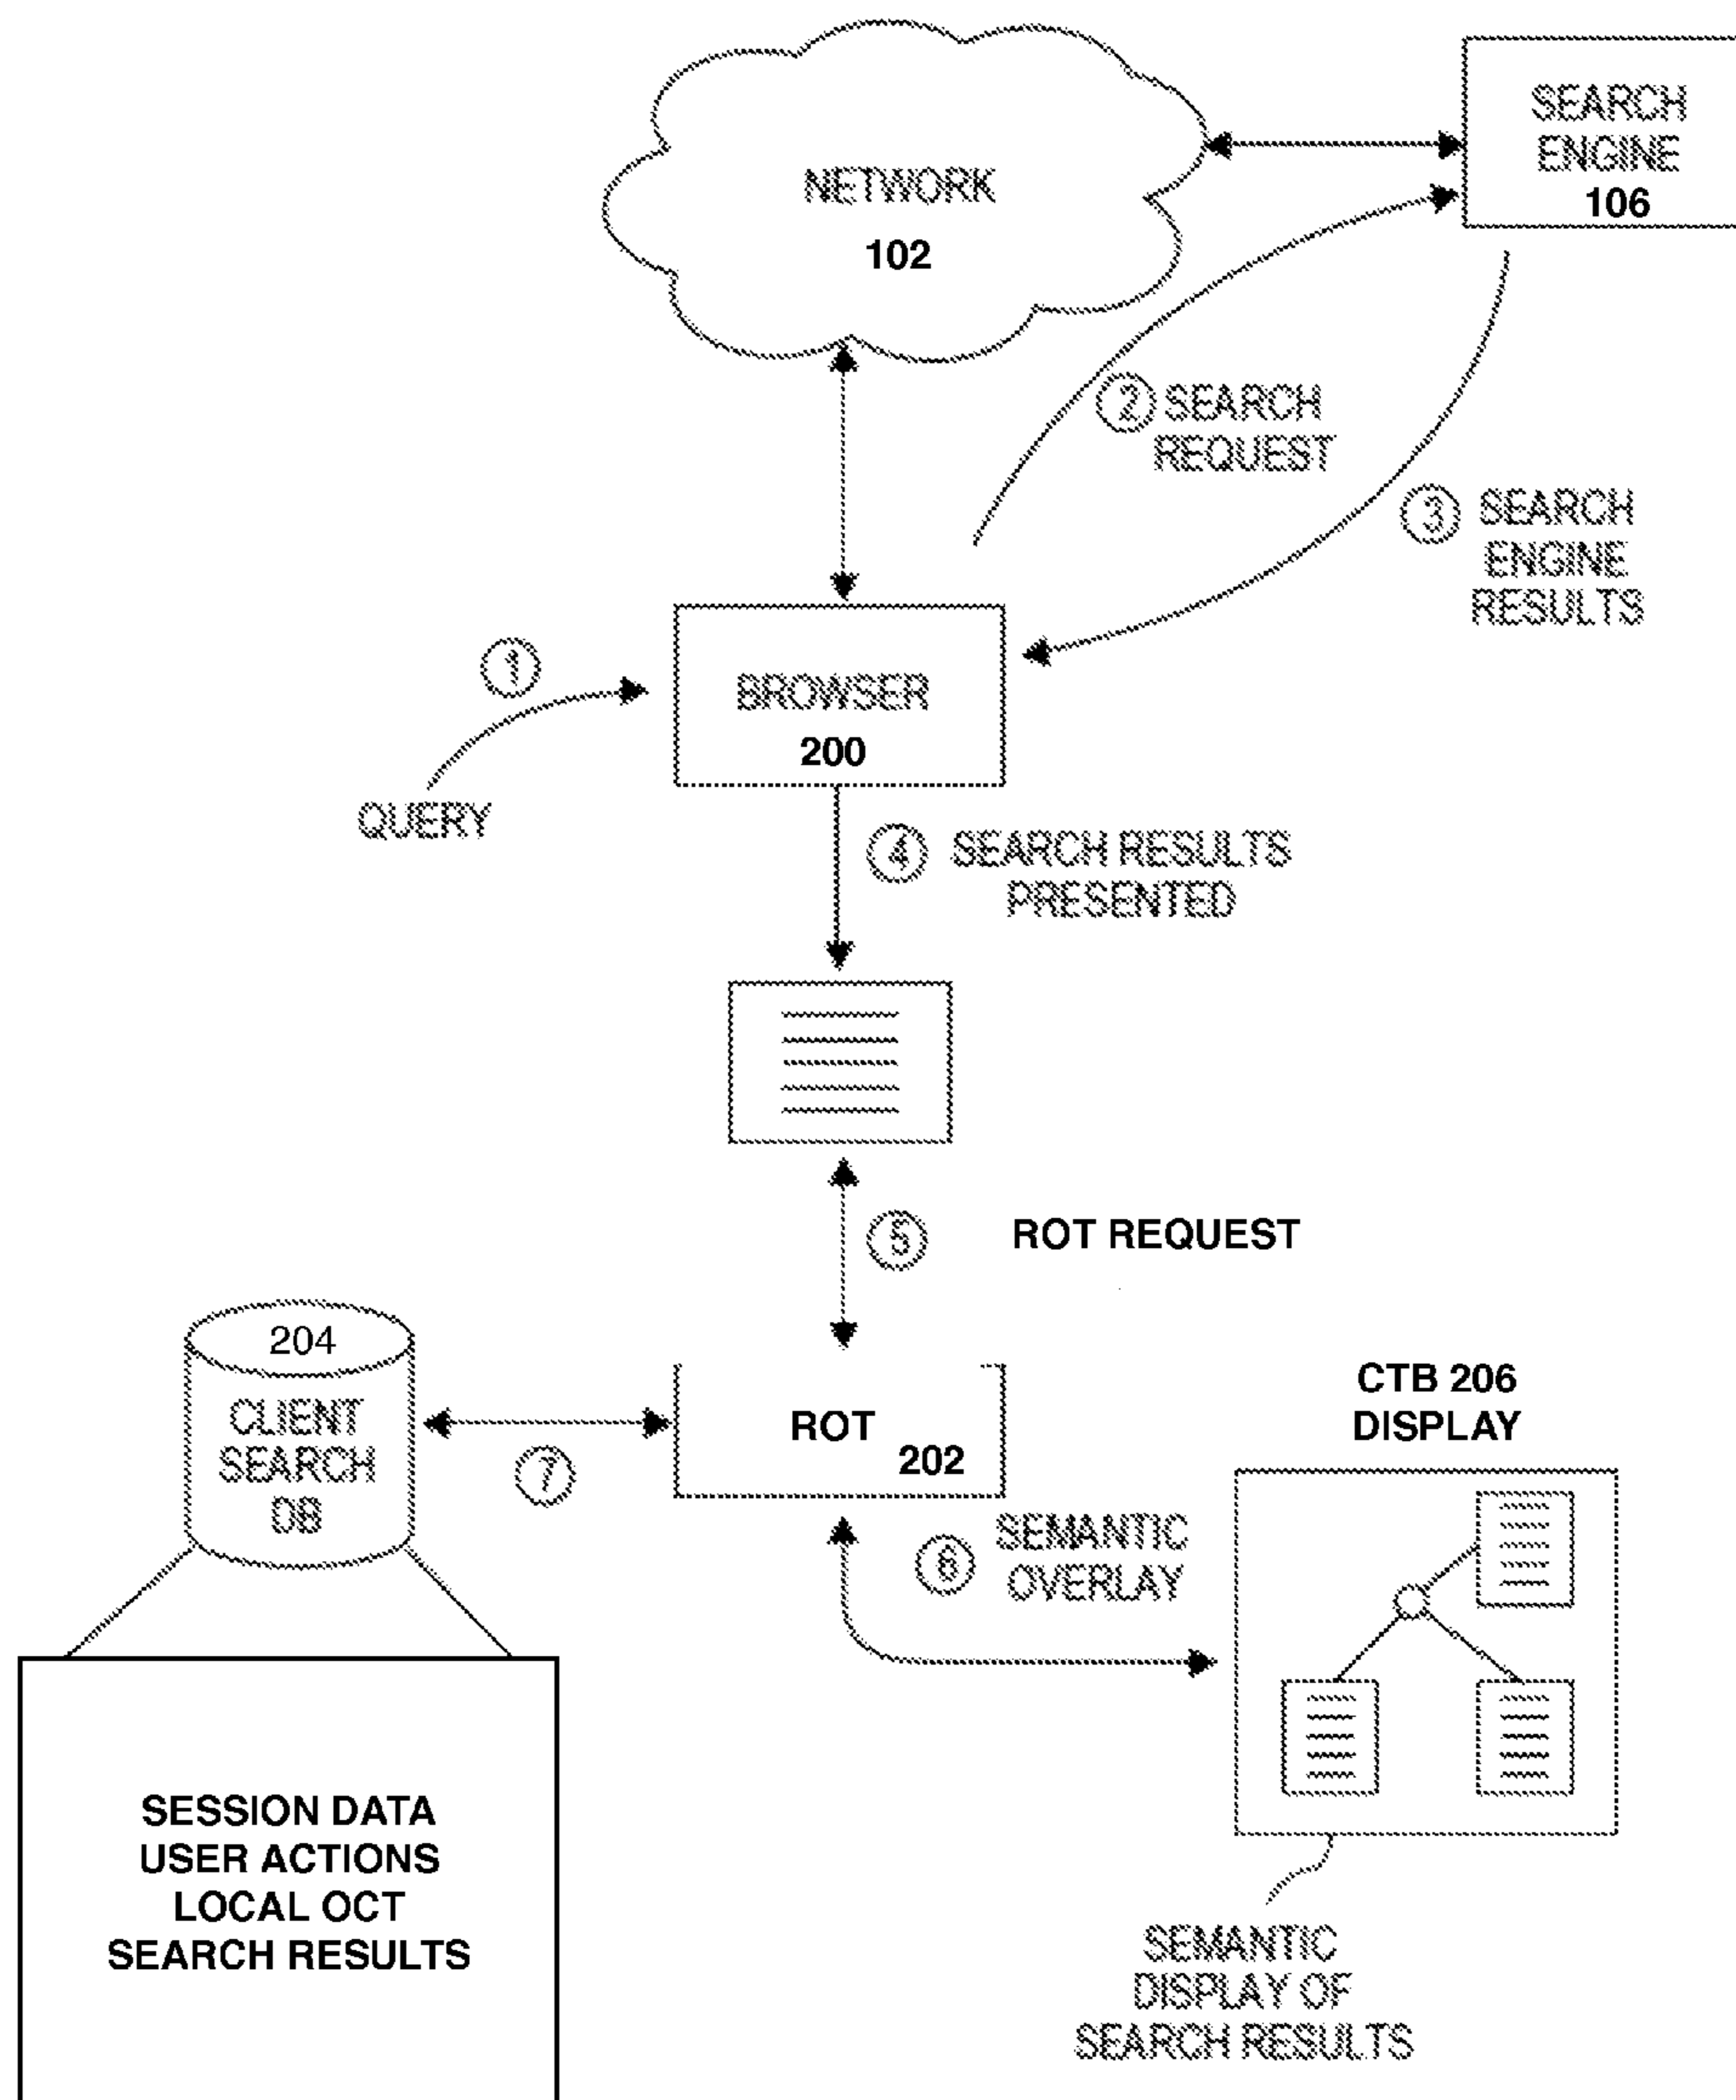 NETWORK
102
SEARCH
ENGINE
106
2 SEARCH
REQUEST
3 SEARCH
ENGINE
RESULTS
1
QUERY
BROWSER
200
4 SEARCH RESULTS
PRESENTED
5 ROT REQUEST
204
CLIENT
SEARCH
DB
7
ROT
202
CTB 206
DISPLAY
6 SEMANTIC
OVERLAY
SESSION DATA
USER ACTIONS
LOCAL OCT
SEARCH RESULTS
SEMANTIC
DISPLAY OF
SEARCH RESULTS